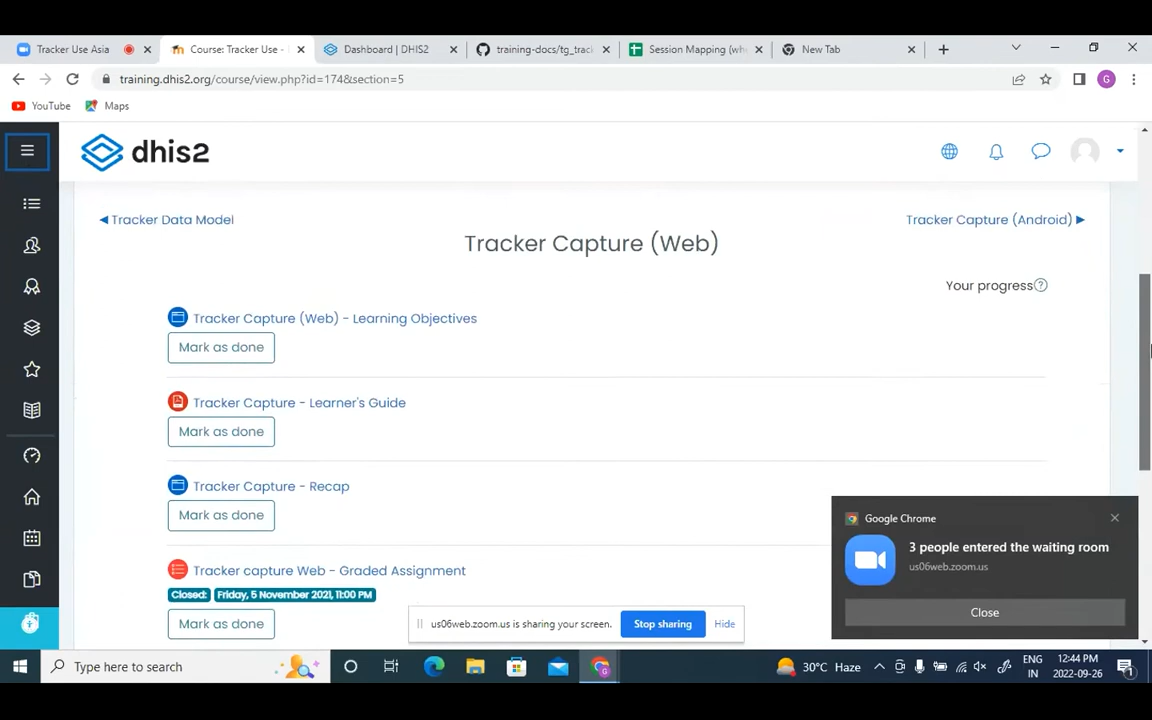 Tracker Use Asia
Course: Tracker Use -
Dashboard | DHIS2
training-docs/tg_track
Session Mapping (wh
New Tab
training.dhis2.org/course/view.php?id=174&section=5
G
YouTube
Maps
dhis2
Tracker Data Model
Tracker Capture (Android)
Tracker Capture (Web)
Your progress
Tracker Capture (Web) - Learning Objectives
Mark as done
Tracker Capture - Learner's Guide
Mark as done
Tracker Capture - Recap
Mark as done
Google Chrome
3 people entered the waiting room
us06web.zoom.us
Close
Tracker capture Web - Graded Assignment
Closed: Friday, 5 November 2021, 11:00 PM
Mark as done
us06web.zoom.us is sharing your screen.
Stop sharing
Hide
Type here to search
30°C Haze
ENG
IN
12:44 PM
2022-09-26
1